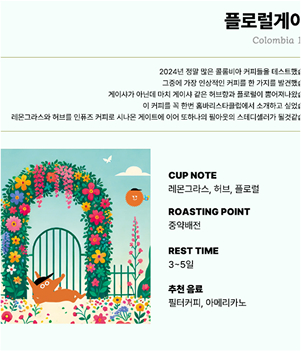 플로럴게이
Colombia
2024년 정말 많은 콜롬비아 커피들을 테스트했
그중에 가장 인상적인 커피를 한 가지를 발견했
게이샤가 아닌데 마치 게이샤 같은 허브향과 플로럴이 뿜어져나왔
이 커피를 꼭 한번 홈바리스타클럽에서 소개하고 싶었
레몬그라스와 허브를 인퓨즈 커피로 시나몬 게이트에 이어 또하나의 필아웃의 스테디셀러가 될것같
CUP NOTE
레몬그라스, 허브, 플로럴
ROASTING POINT
중약배전
REST TIME
3~5일
추천 음료
필터커피, 아메리카노